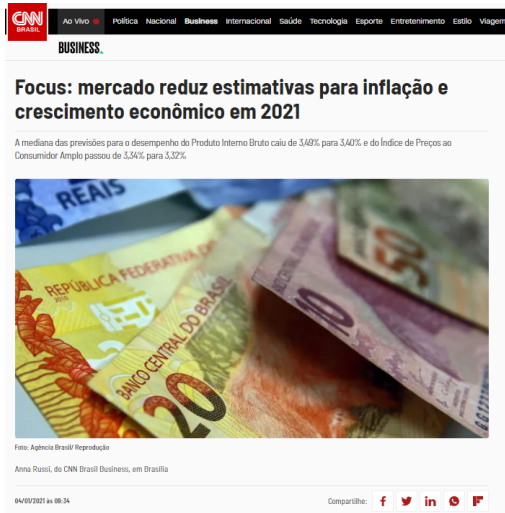 CNN
BRASIL
Ao Vivo Política Nacional Business Internacional Saúde Tecnologia Esporte Entretenimento Estilo Viagem
BUSINESS.
Focus: mercado reduz estimativas para inflação e
crescimento econômico em 2021
A mediana das previsões para o desempenho do Produto Interno Bruto caiu de 3,49% para 3,40% e do Índice de Preços ao
Consumidor Amplo passou de 3,34% para 3,32%
REAIS
REPÚBLICA FEDERATIVA DO
BANCO CENTRAL DO BRASIL
20
10
50
Foto: Agência Brasil/ Reprodução
Anna Russi, do CNN Brasil Business, em Brasília
04/01/2021 às 09:34
Compartilhe: